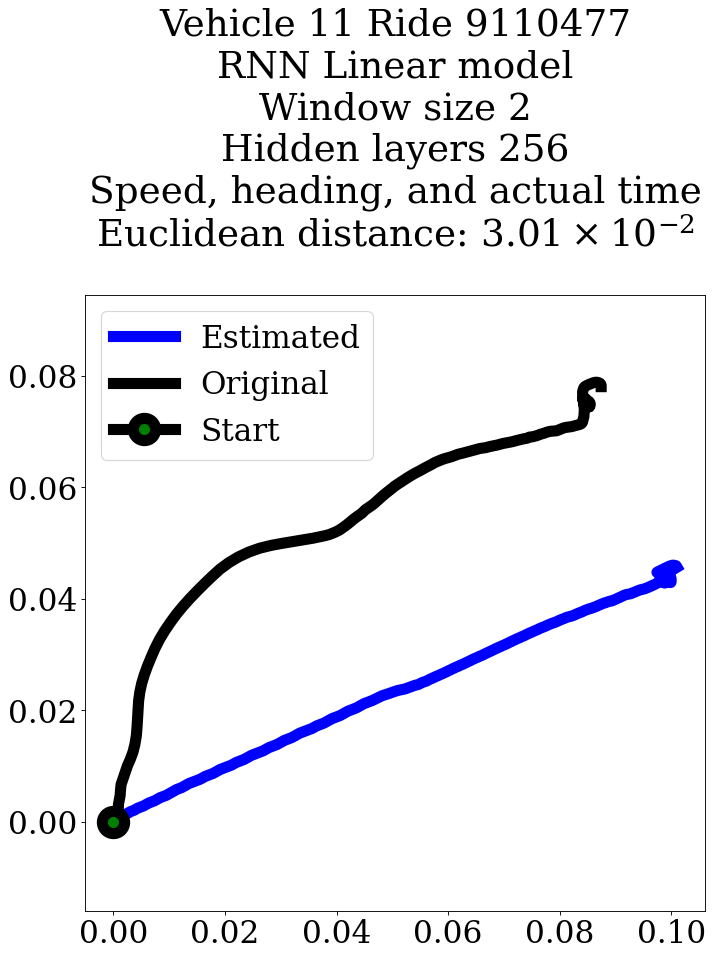 Vehicle 11 Ride 9110477
RNN Linear model
Window size 2
Hidden layers 256
Speed, heading, and actual time
Euclidean distance: 3.01 × 10⁻²
Estimated
Original
Start
0.08
0.06
0.04
0.02
0.00
0.00 0.02 0.04 0.06 0.08 0.10